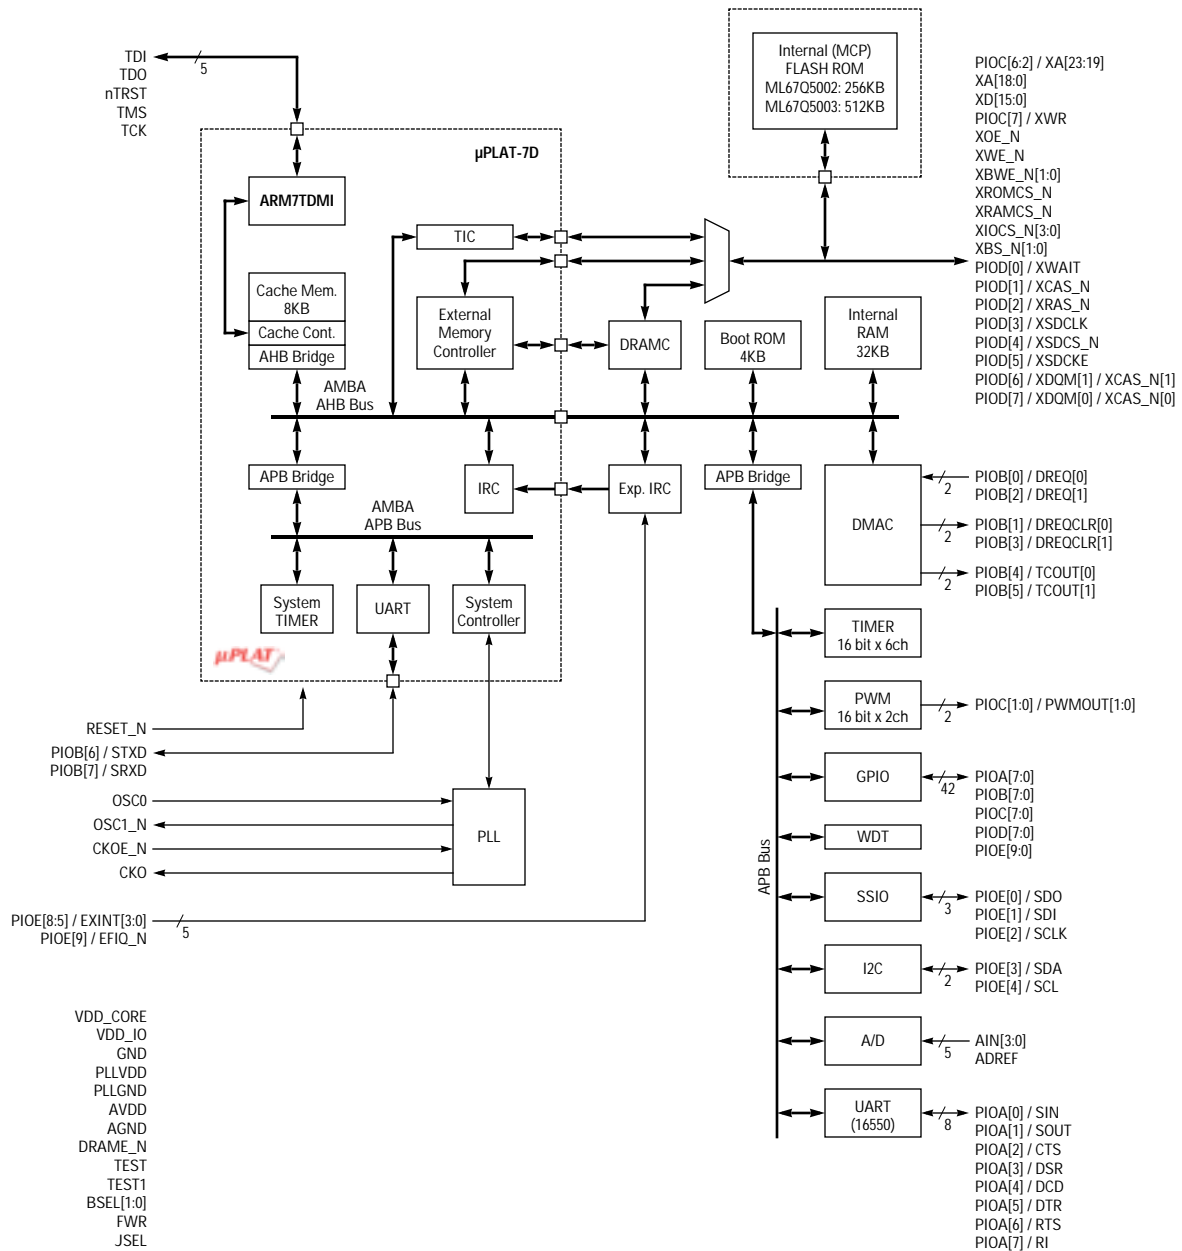 TDI
TDO
nTRST
TMS
TCK
5
µPLAT-7D
ARM7TDMI
Cache Mem.
8KB
Cache Cont.
AHB Bridge
TIC
External
Memory
Controller
AMBA
AHB Bus
APB Bridge
IRC
AMBA
APB Bus
System
TIMER
UART
System
Controller
µPLAT
Internal (MCP)
FLASH ROM
ML67Q5002: 256KB
ML67Q5003: 512KB
DRAMC
Boot ROM
4KB
Internal
RAM
32KB
Exp. IRC
APB Bridge
DMAC
PIOC[6:2] / XA[23:19]
XA[18:0]
XD[15:0]
PIOC[7] / XWR
XOE_N
XWE_N
XBWE_N[1:0]
XROMCS_N
XRAMCS_N
XIOCS_N[3:0]
XBS_N[1:0]
PIOD[0] / XWAIT
PIOD[1] / XCAS_N
PIOD[2] / XRAS_N
PIOD[3] / XSDCLK
PIOD[4] / XSDCS_N
PIOD[5] / XSDCKE
PIOD[6] / XDQM[1] / XCAS_N[1]
PIOD[7] / XDQM[0] / XCAS_N[0]
2
PIOB[0] / DREQ[0]
PIOB[2] / DREQ[1]
2
PIOB[1] / DREQCLR[0]
PIOB[3] / DREQCLR[1]
2
PIOB[4] / TCOUT[0]
PIOB[5] / TCOUT[1]
RESET_N
PIOB[6] / STXD
PIOB[7] / SRXD
OSC0
OSC1_N
CKOE_N
CKO
PLL
PIOE[8:5] / EXINT[3:0]
PIOE[9] / EFIQ_N
5
APB Bus
TIMER
16 bit x 6ch
PWM
16 bit x 2ch
2
PIOC[1:0] / PWMOUT[1:0]
GPIO
42
PIOA[7:0]
PIOB[7:0]
PIOC[7:0]
PIOD[7:0]
PIOE[9:0]
WDT
SSIO
3
PIOE[0] / SDO
PIOE[1] / SDI
PIOE[2] / SCLK
I2C
2
PIOE[3] / SDA
PIOE[4] / SCL
A/D
5
AIN[3:0]
ADREF
UART
(16550)
8
PIOA[0] / SIN
PIOA[1] / SOUT
PIOA[2] / CTS
PIOA[3] / DSR
PIOA[4] / DCD
PIOA[5] / DTR
PIOA[6] / RTS
PIOA[7] / RI
VDD_CORE
VDD_IO
GND
PLLVDD
PLLGND
AVDD
AGND
DRAME_N
TEST
TEST1
BSEL[1:0]
FWR
JSEL